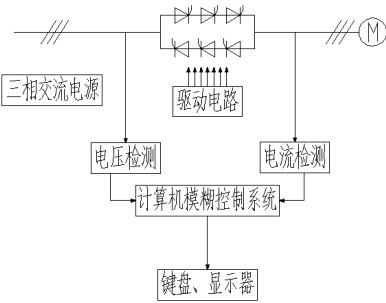 M
三相交流电源
驱动电路
电压检测
电流检测
计算机模糊控制系统
键盘、显示器